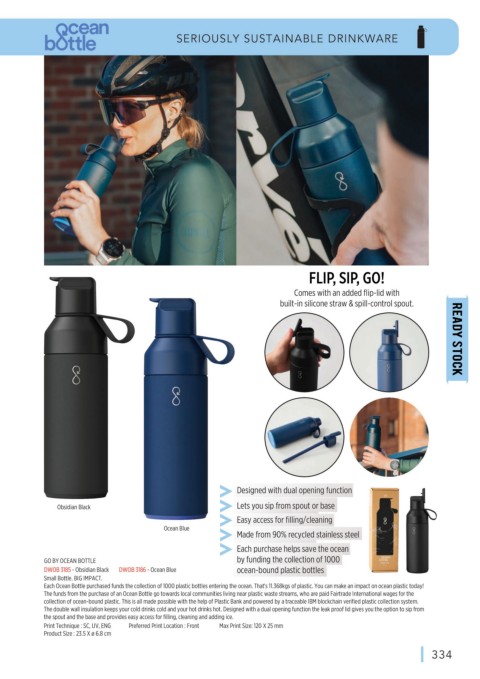 ocean
bottle
SERIOUSLY SUSTAINABLE DRINKWARE
FLIP, SIP, GO!
Comes with an added flip-lid with
built-in silicone straw & spill-control spout.
READY STOCK
Obsidian Black
Ocean Blue
Designed with dual opening function
Lets you sip from spout or base
Easy access for filling/cleaning
Made from 90% recycled stainless steel
Each purchase helps save the ocean
by funding the collection of 1000
ocean-bound plastic bottles
GO BY OCEAN BOTTLE
DWOB 3185 - Obsidian Black DWOB 3186 - Ocean Blue
Small Bottle. BIG IMPACT.
Each Ocean Bottle purchased funds the collection of 1000 plastic bottles entering the ocean. That's 11.368kgs of plastic. You can make an impact on ocean plastic today!
The funds from the purchase of an Ocean Bottle go towards local communities living near plastic waste streams, who are paid Fairtrade International wages for the
collection of ocean-bound plastic. This is all made possible with the help of Plastic Bank and powered by a traceable IBM blockchain verified plastic collection system.
The double wall insulation keeps your cold drinks cold and your hot drinks hot. Designed with a dual opening function the leak proof lid gives you the option to sip from
the spout and the base and provides easy access for filling, cleaning and adding ice.
Print Technique : SC, UV, ENG Preferred Print Location : Front Max Print Size: 120 X 25 mm
Product Size : 23.5 X ø 6.8 cm
334